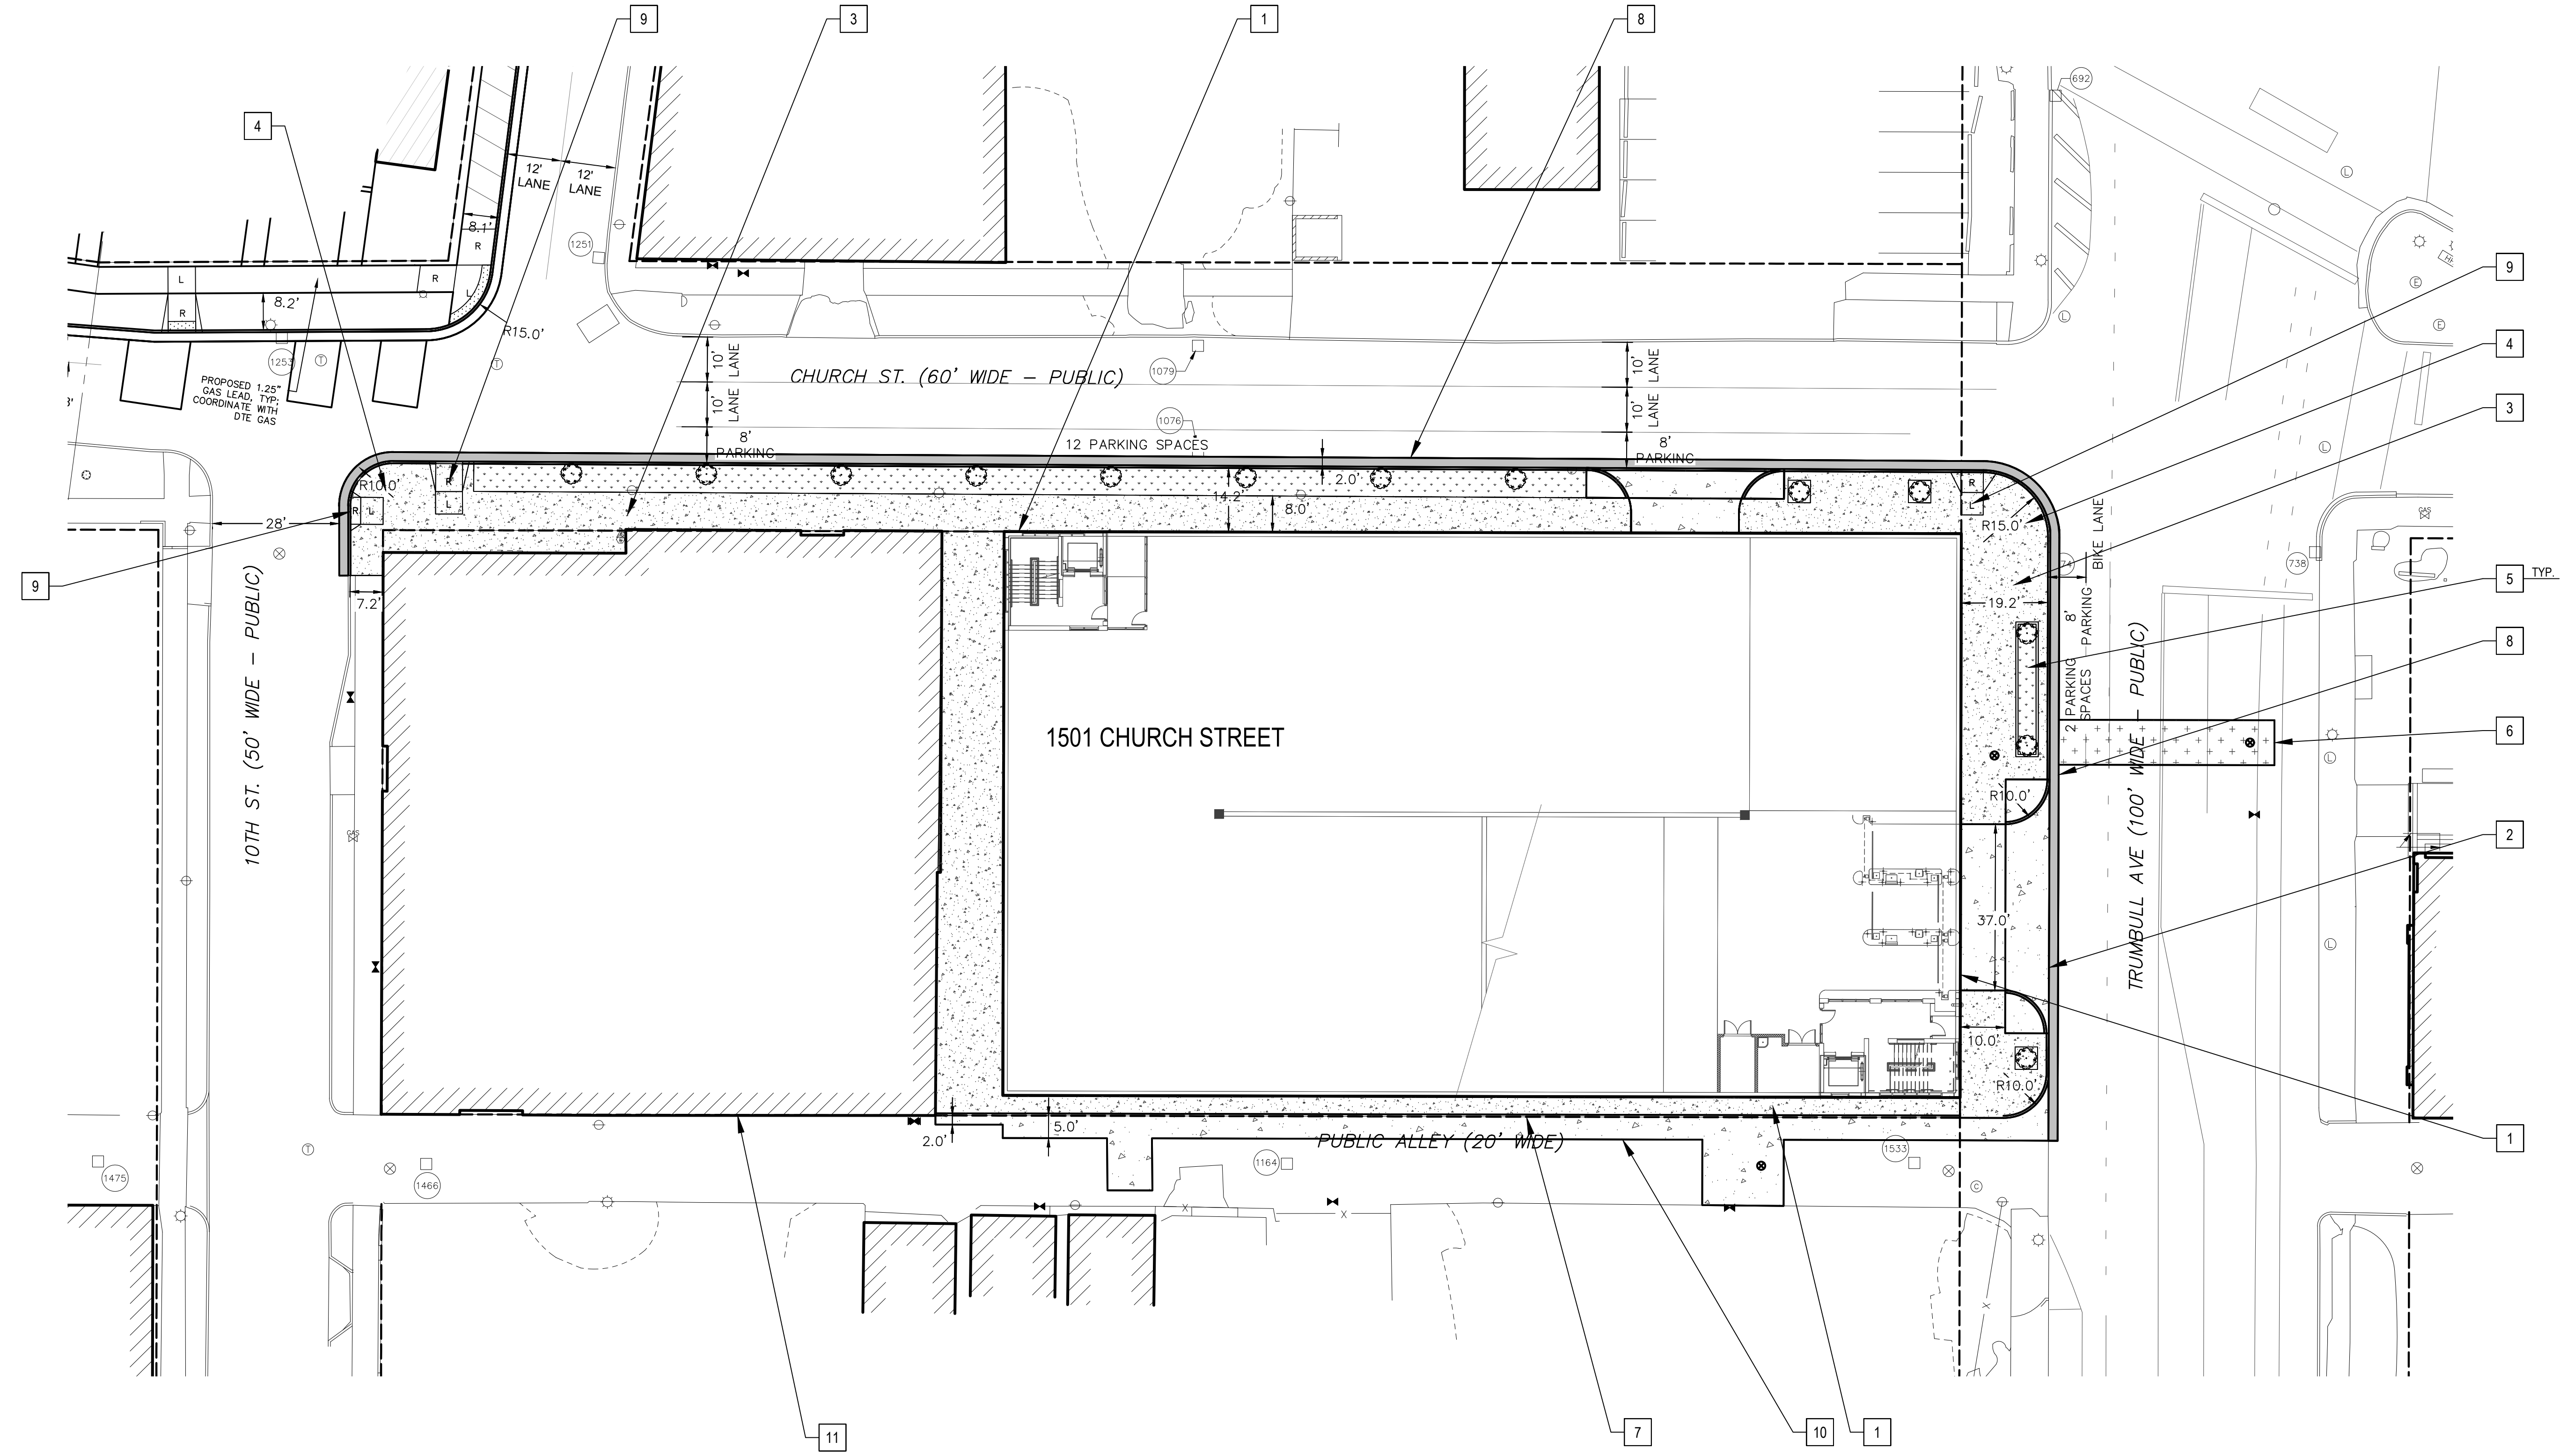 9
3
1
8
692
4
12'
LANE
12'
LANE
8.1'
R
1251
9
L
R
8.2'
L
R
R15.0'
1253
T
T
PROPOSED 1.25"
GAS LEAD, TYP;
COORDINATE WITH
DTE GAS
10'
LANE
10'
LANE
CHURCH ST. (60' WIDE – PUBLIC)
1079
1076
10'
LANE
10'
LANE
4
3
8'
PARKING
12 PARKING SPACES
8'
PARKING
R10.0'
R
L
R
L
14.2'
2.0'
8.0'
R
L
R15.0'
28'
9
7.2'
10TH ST. (50' WIDE – PUBLIC)
GAS
19.2'
8'
PARKING
BIKE LANE
2 PARKING
SPACES
738
GAS
5
TYP.
8
6
2
1501 CHURCH STREET
TRUMBULL AVE (100' WIDE – PUBLIC)
R10.0'
37.0'
10.0'
R10.0'
1
2.0'
5.0'
PUBLIC ALLEY (20' WIDE)
1475
1466
1164
1533
T
C
X
X
X
L
L
L
L
L
E
E
11
7
10
1